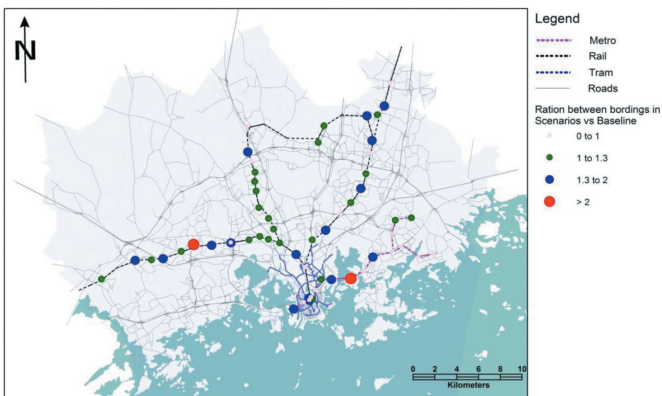 N
Legend
Metro
Rail
Tram
Roads
Ration between bordings in
Scenarios vs Baseline
0 to 1
1 to 1.3
1.3 to 2
> 2
0 2 4 6 8 10
Kilometers